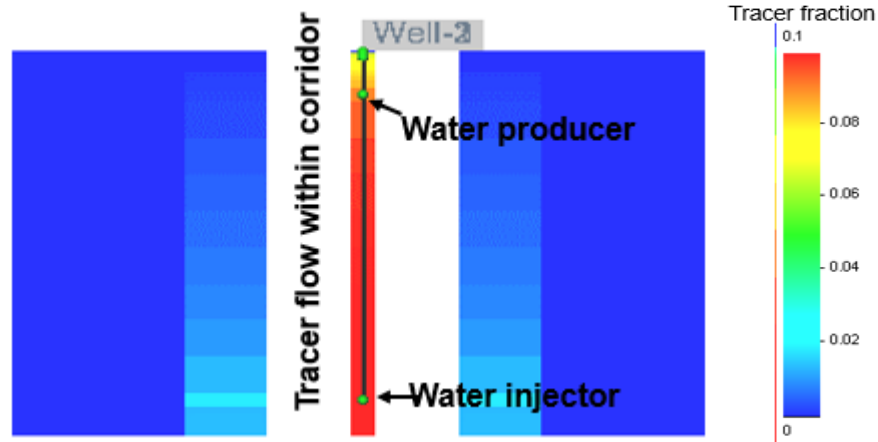 Tracer fraction
Well-2
0.1
Tracer flow within corridor
Water producer
0.08
0.06
0.04
0.02
Water injector
0